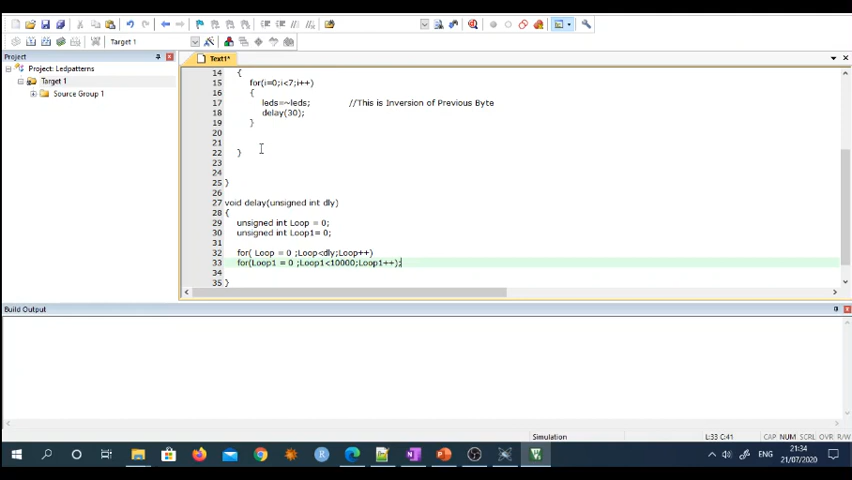 Target 1
Project
Text1*
Project: Ledpatterns
Target 1
Source Group 1
14 {
15 for(i=0;i<7;i++)
16 {
17 leds=~leds; //This is Inversion of Previous Byte
18 delay(30);
19 }
20
21
22 }
23
24
25 }
26
27 void delay(unsigned int dly)
28 {
29 unsigned int Loop = 0;
30 unsigned int Loop1= 0;
31
32 for( Loop = 0 ;Loop<dly;Loop++)
33 for(Loop1 = 0 ;Loop1<10000;Loop1++);
34
35 }
Build Output
Simulation L:33 C:41 CAP NUM SCRL OVR R/W
ENG
21:34
21/07/2020